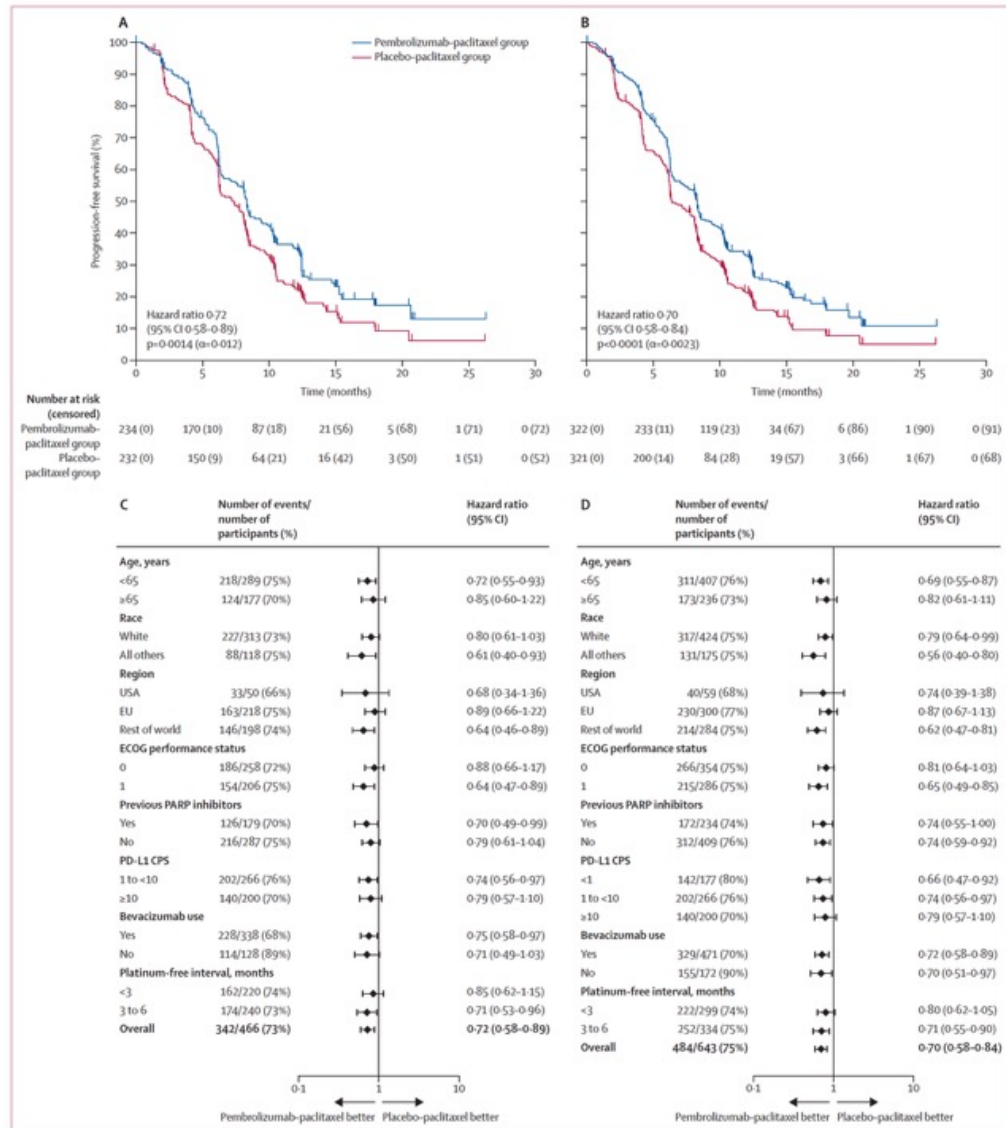 A
Pembrolizumab-paclitaxel group
Placebo-paclitaxel group
Progression-free survival (%)
100
90
80
70
60
50
40
30
20
10
0
Hazard ratio 0·72
(95% CI 0·58–0·89)
p=0·0014 (α=0·012)
0 5 10 15 20 25 30
Time (months)
B
Hazard ratio 0·70
(95% CI 0·58–0·84)
p<0·0001 (α=0·0023)
0 5 10 15 20 25 30
Time (months)
Number at risk
(censored)
Pembrolizumab–
paclitaxel group 234 (0) 170 (10) 87 (18) 21 (56) 5 (68) 1 (71) 0 (72) 322 (0) 233 (11) 119 (23) 34 (67) 6 (86) 1 (90) 0 (91)
Placebo–
paclitaxel group 232 (0) 150 (9) 64 (21) 16 (42) 3 (50) 1 (51) 0 (52) 321 (0) 200 (14) 84 (28) 19 (57) 3 (66) 1 (67) 0 (68)
C
Number of events/
number of
participants (%)
Hazard ratio
(95% CI)
Age, years
<65 218/289 (75%) 0·72 (0·55–0·93)
≥65 124/177 (70%) 0·85 (0·60–1·22)
Race
White 227/313 (73%) 0·80 (0·61–1·03)
All others 88/118 (75%) 0·61 (0·40–0·93)
Region
USA 33/50 (66%) 0·68 (0·34–1·36)
EU 163/218 (75%) 0·89 (0·66–1·22)
Rest of world 146/198 (74%) 0·64 (0·46–0·89)
ECOG performance status
0 186/258 (72%) 0·88 (0·66–1·17)
1 154/206 (75%) 0·64 (0·47–0·89)
Previous PARP inhibitors
Yes 126/179 (70%) 0·70 (0·49–0·99)
No 216/287 (75%) 0·79 (0·61–1·04)
PD-L1 CPS
1 to <10 202/266 (76%) 0·74 (0·56–0·97)
≥10 140/200 (70%) 0·79 (0·57–1·10)
Bevacizumab use
Yes 228/338 (68%) 0·75 (0·58–0·97)
No 114/128 (89%) 0·71 (0·49–1·03)
Platinum-free interval, months
<3 162/220 (74%) 0·85 (0·62–1·15)
3 to 6 174/240 (73%) 0·71 (0·53–0·96)
Overall 342/466 (73%) 0·72 (0·58–0·89)
0·1 1 10
Pembrolizumab-paclitaxel better Placebo-paclitaxel better
D
Number of events/
number of
participants (%)
Hazard ratio
(95% CI)
Age, years
<65 311/407 (76%) 0·69 (0·55–0·87)
≥65 173/236 (73%) 0·82 (0·61–1·11)
Race
White 317/424 (75%) 0·79 (0·64–0·99)
All others 131/175 (75%) 0·56 (0·40–0·80)
Region
USA 40/59 (68%) 0·74 (0·39–1·38)
EU 230/300 (77%) 0·87 (0·67–1·13)
Rest of world 214/284 (75%) 0·62 (0·47–0·81)
ECOG performance status
0 266/354 (75%) 0·81 (0·64–1·03)
1 215/286 (75%) 0·65 (0·49–0·85)
Previous PARP inhibitors
Yes 172/234 (74%) 0·74 (0·55–1·00)
No 312/409 (76%) 0·74 (0·59–0·92)
PD-L1 CPS
<1 142/177 (80%) 0·66 (0·47–0·92)
1 to <10 202/266 (76%) 0·74 (0·56–0·97)
≥10 140/200 (70%) 0·79 (0·57–1·10)
Bevacizumab use
Yes 329/471 (70%) 0·72 (0·58–0·89)
No 155/172 (90%) 0·70 (0·51–0·97)
Platinum-free interval, months
<3 222/299 (74%) 0·80 (0·62–1·05)
3 to 6 252/334 (75%) 0·71 (0·55–0·90)
Overall 484/643 (75%) 0·70 (0·58–0·84)
0·1 1 10
Pembrolizumab-paclitaxel better Placebo-paclitaxel better